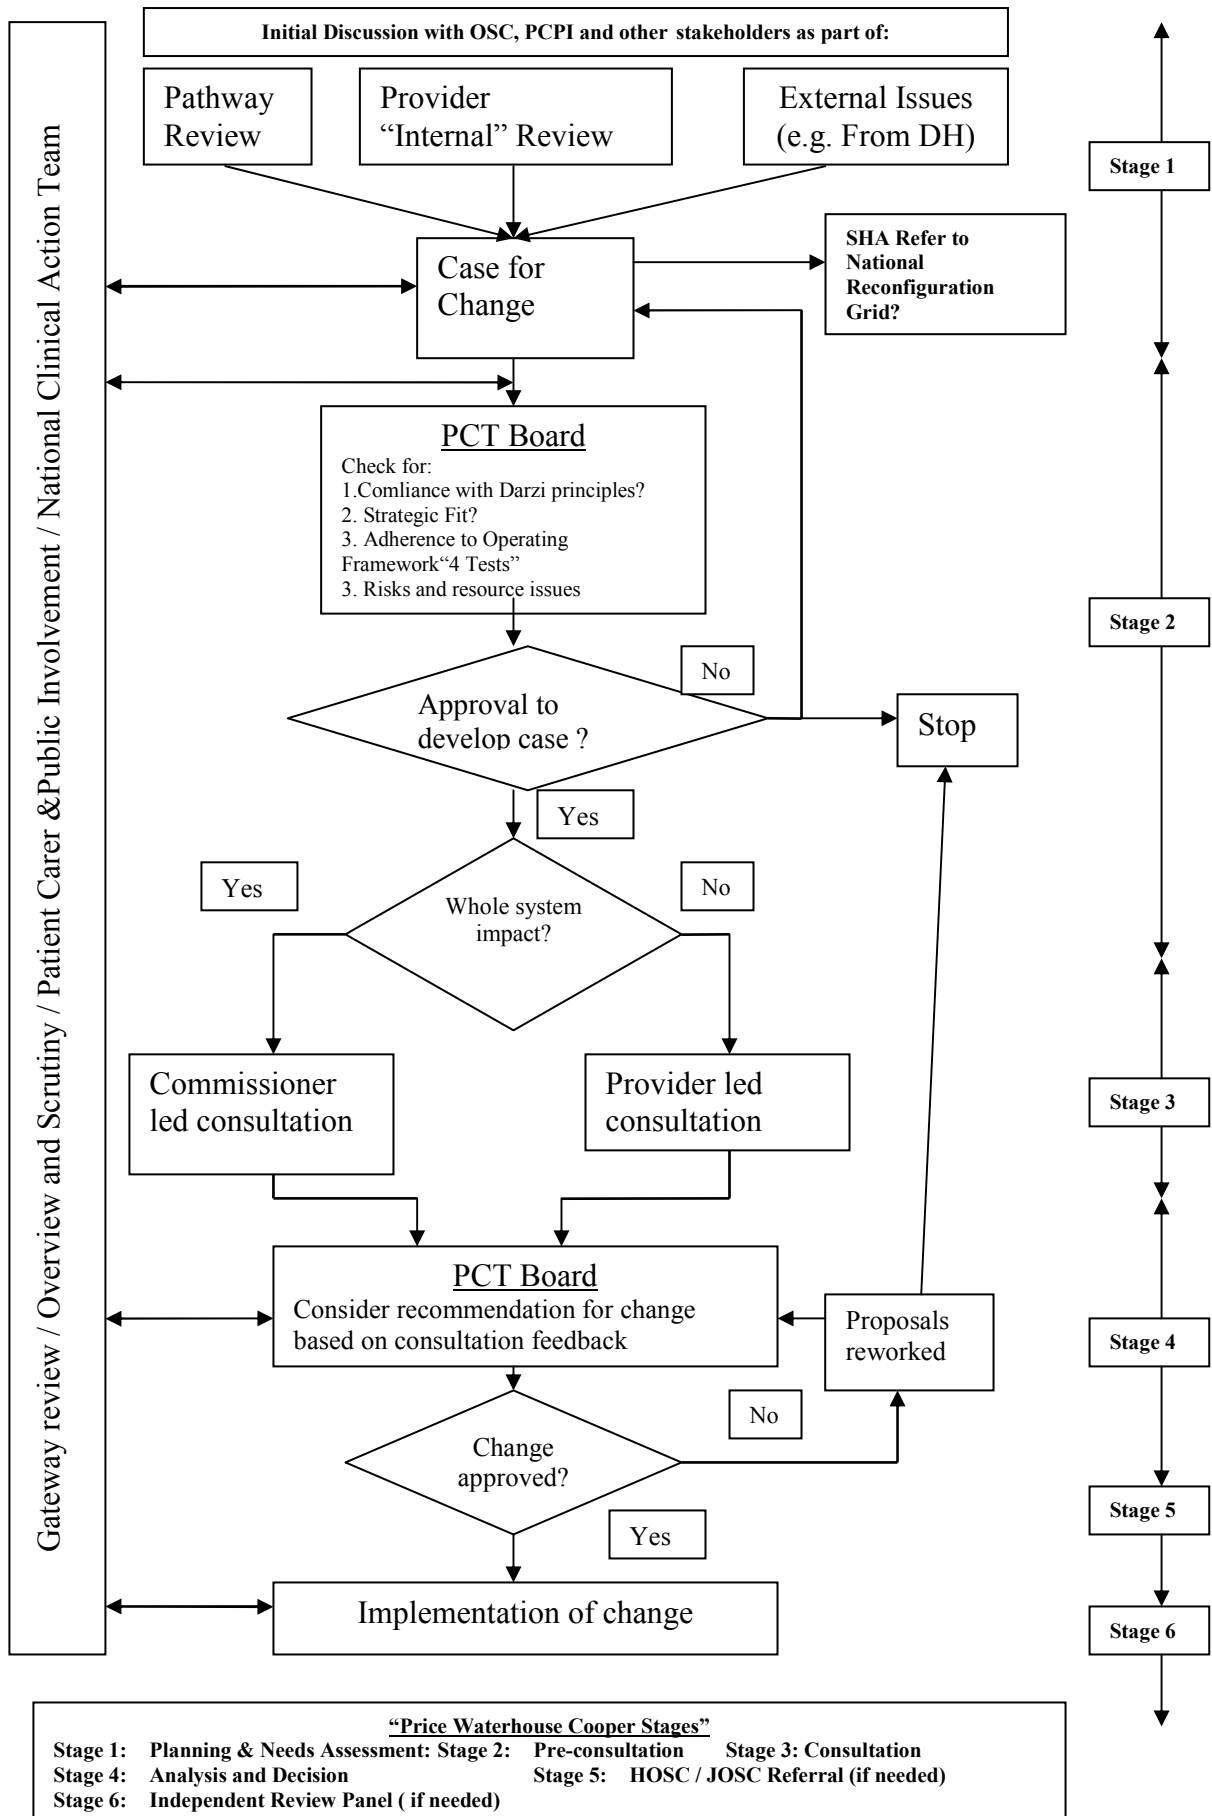 Initial Discussion with OSC, PCPI and other stakeholders as part of:
Pathway
Review
Provider
“Internal” Review
External Issues
(e.g. From DH)
Stage 1
Gateway review / Overview and Scrutiny / Patient Carer &Public Involvement / National Clinical Action Team
Case for
Change
SHA Refer to
National
Reconfiguration
Grid?
PCT Board
Check for:
1.Comliance with Darzi principles?
2. Strategic Fit?
3. Adherence to Operating
Framework“4 Tests”
3. Risks and resource issues
Stage 2
No
Approval to
develop case ?
Stop
Yes
Yes
No
Whole system
impact?
Commissioner
led consultation
Provider led
consultation
Stage 3
PCT Board
Consider recommendation for change
based on consultation feedback
Proposals
reworked
Stage 4
No
Change
approved?
Yes
Stage 5
Implementation of change
Stage 6
“Price Waterhouse Cooper Stages”
Stage 1: Planning & Needs Assessment: Stage 2: Pre-consultation Stage 3: Consultation
Stage 4: Analysis and Decision Stage 5: HOSC / JOSC Referral (if needed)
Stage 6: Independent Review Panel ( if needed)